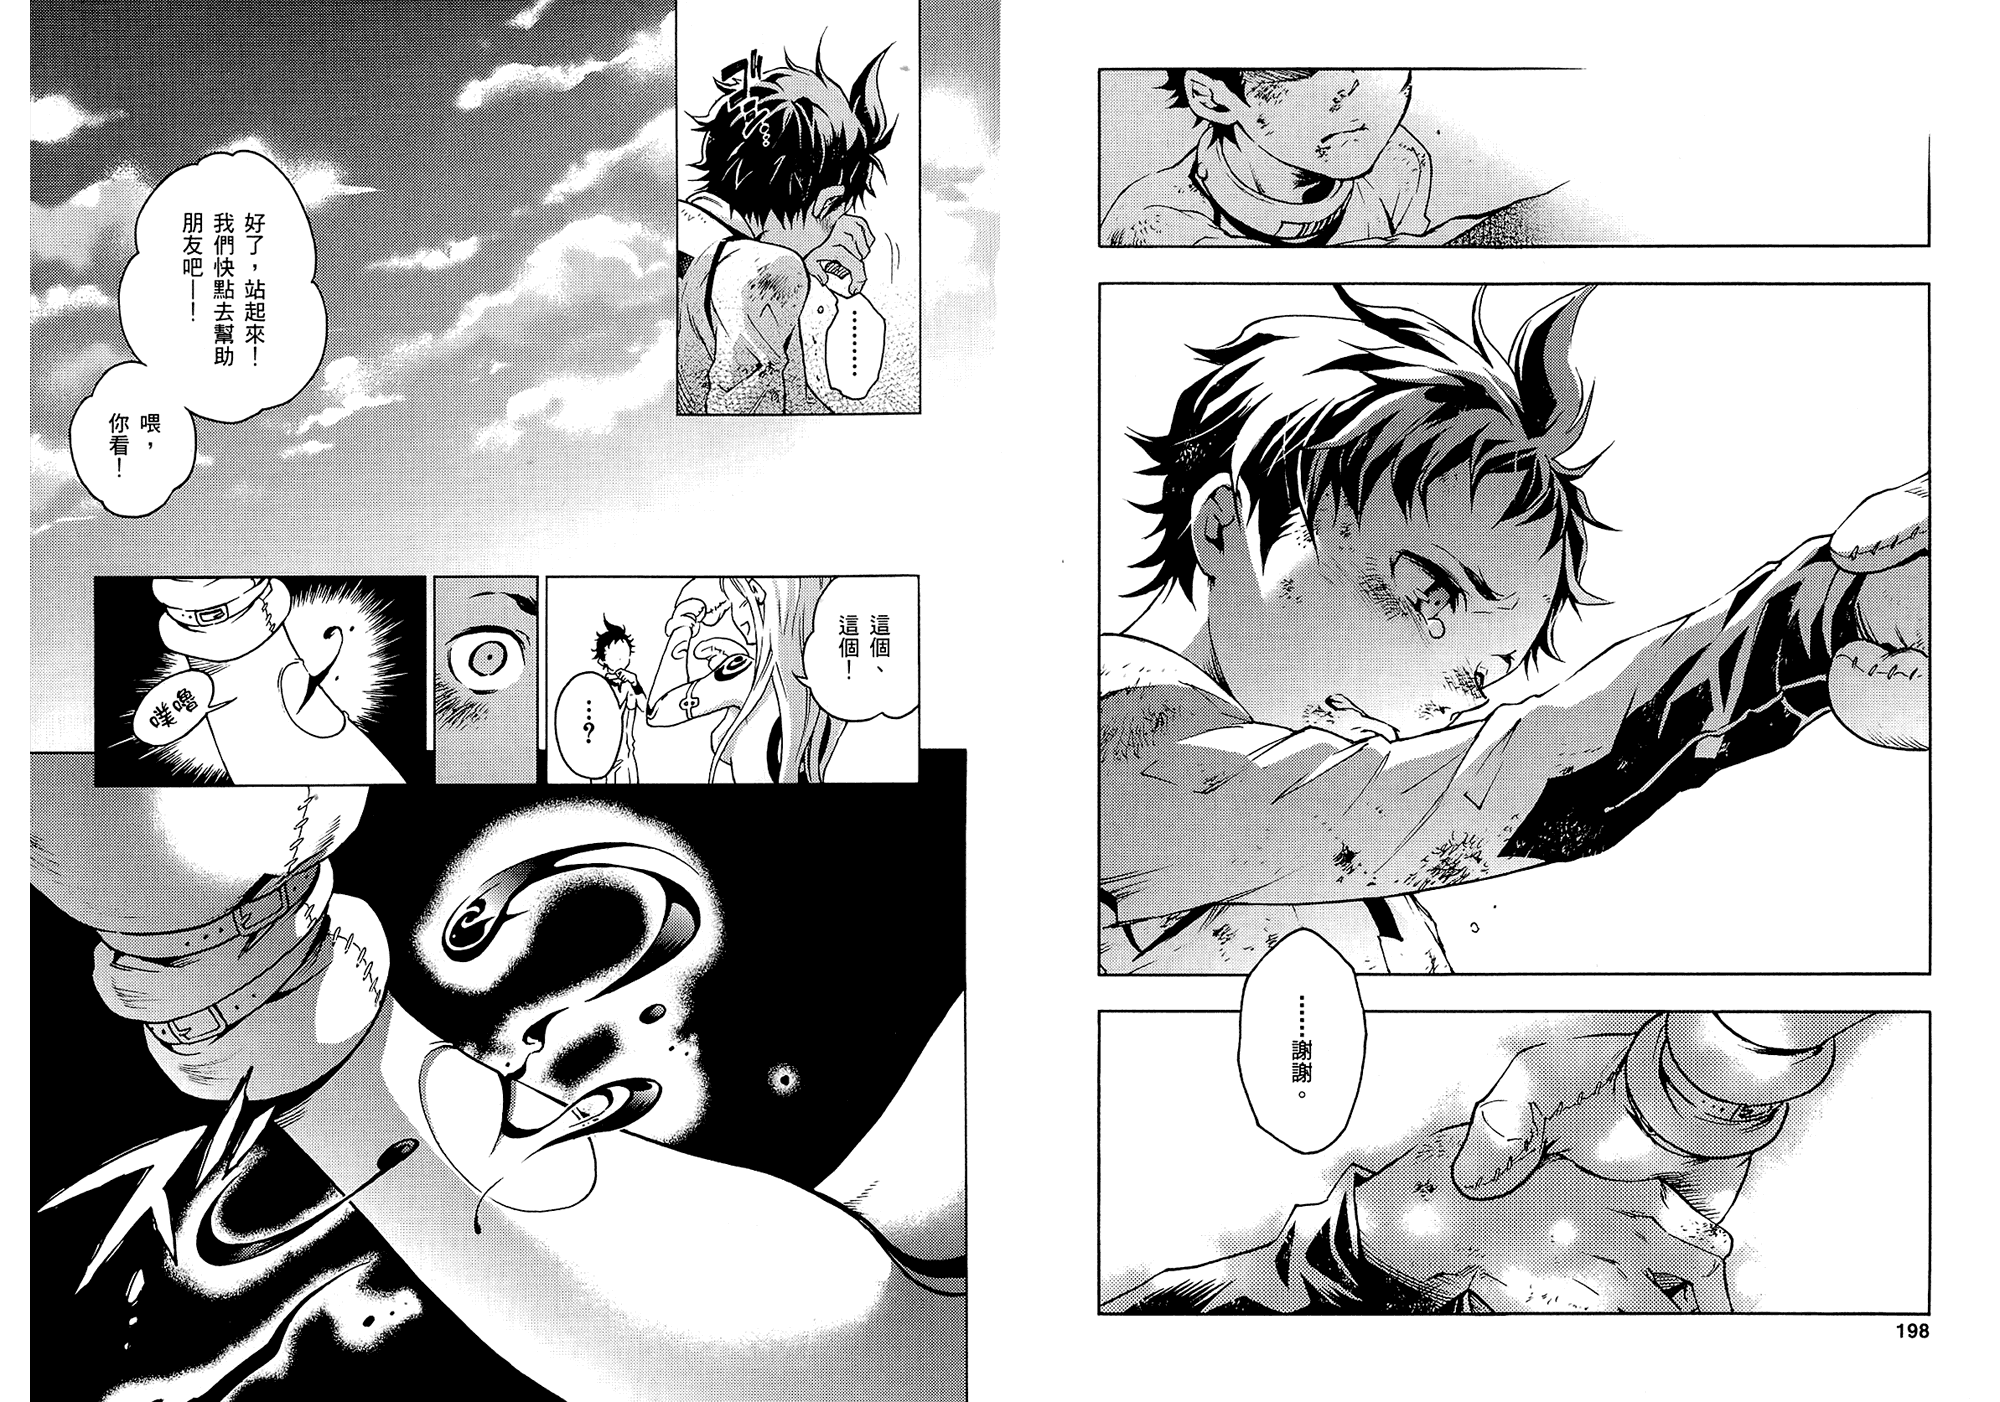 ……謝謝。
198
………
好了，站起來！
我們快點去幫助
朋友吧——！
喂，
你看！
這個、
這個！
…？
噗嚕